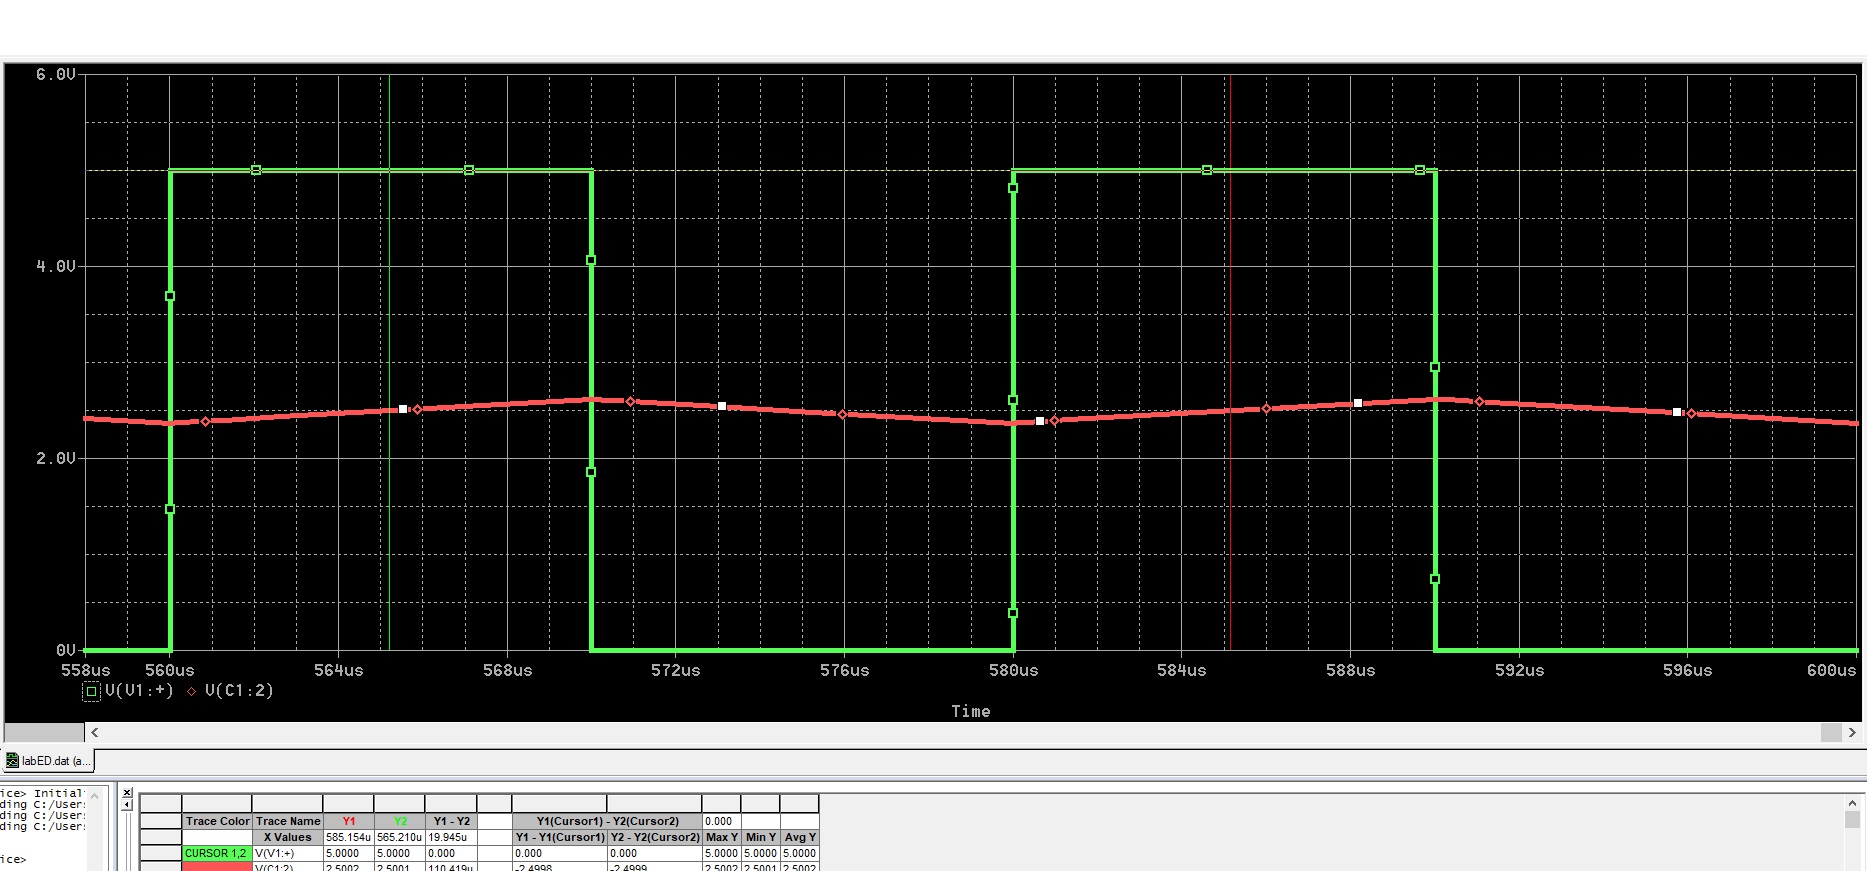 6.0V
4.0V
2.0V
0V
558us 560us 564us 568us 572us 576us 580us 584us 588us 592us 596us 600us
V(V1:+) V(C1:2)
Time
labED.dat (a...
ice> Initial
ding C:/User:
ding C:/User:
ding C:/User:
ice>
Trace Color Trace Name Y1 Y2 Y1 - Y2 Y1(Cursor1) - Y2(Cursor2) 0.000
X Values 585.154u 565.210u 19.945u Y1 - Y1(Cursor1) Y2 - Y2(Cursor2) Max Y Min Y Avg Y
CURSOR 1,2 V(V1:+) 5.0000 5.0000 0.000 0.000 0.000 5.0000 5.0000 5.0000
V(C1:2) 2.5002 2.5001 110.419u -2.4998 -2.4999 2.5002 2.5001 2.5002